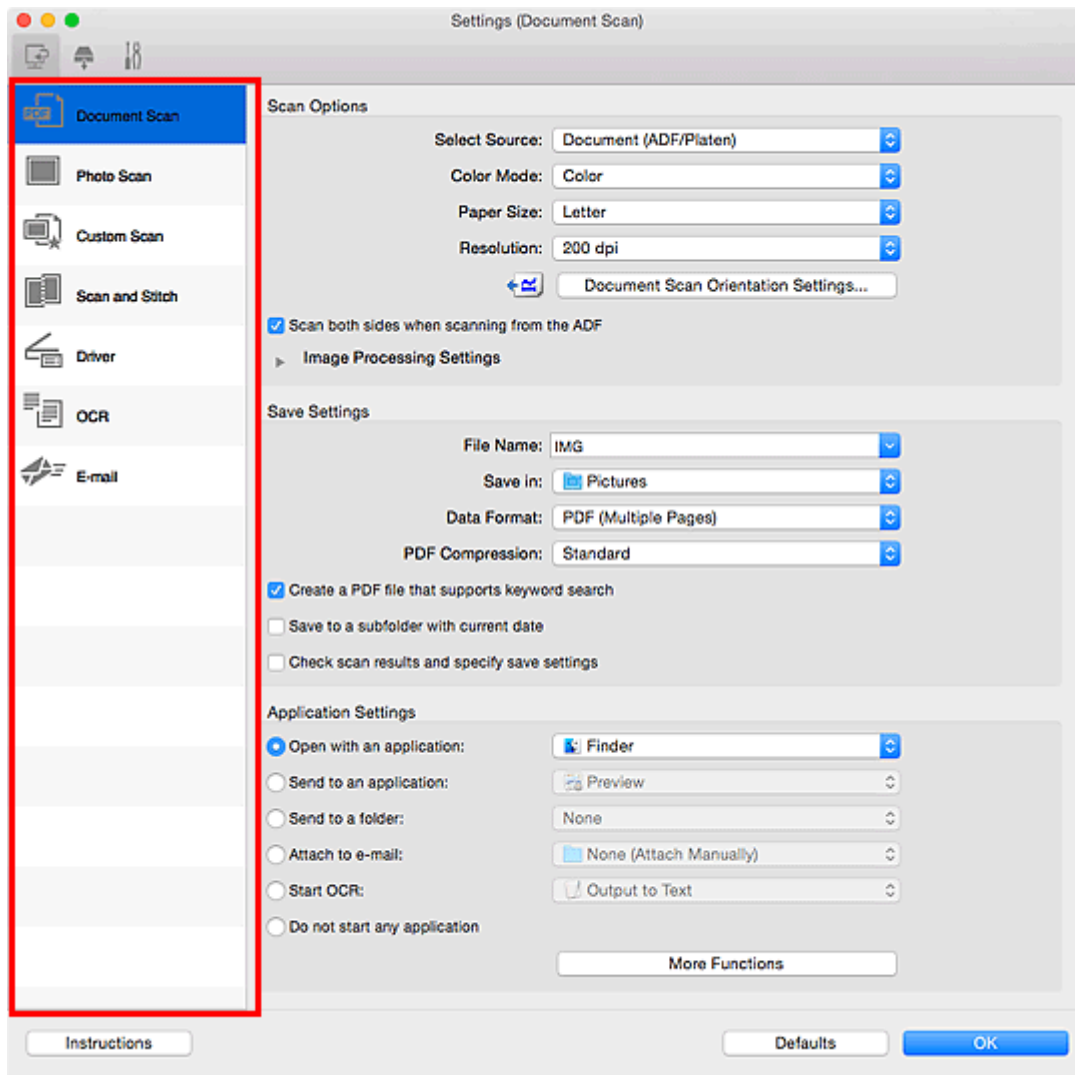 Settings (Document Scan)
PDF
Document Scan
Photo Scan
Custom Scan
Scan and Stitch
Driver
OCR
E-mail
Scan Options
Select Source: Document (ADF/Platen)
Color Mode: Color
Paper Size: Letter
Resolution: 200 dpi
R Document Scan Orientation Settings...
Scan both sides when scanning from the ADF
Image Processing Settings
Save Settings
File Name: IMG
Save in: Pictures
Data Format: PDF (Multiple Pages)
PDF Compression: Standard
Create a PDF file that supports keyword search
Save to a subfolder with current date
Check scan results and specify save settings
Application Settings
Open with an application: Finder
Send to an application: Preview
Send to a folder: None
Attach to e-mail: None (Attach Manually)
Start OCR: Output to Text
Do not start any application
More Functions
Instructions Defaults OK